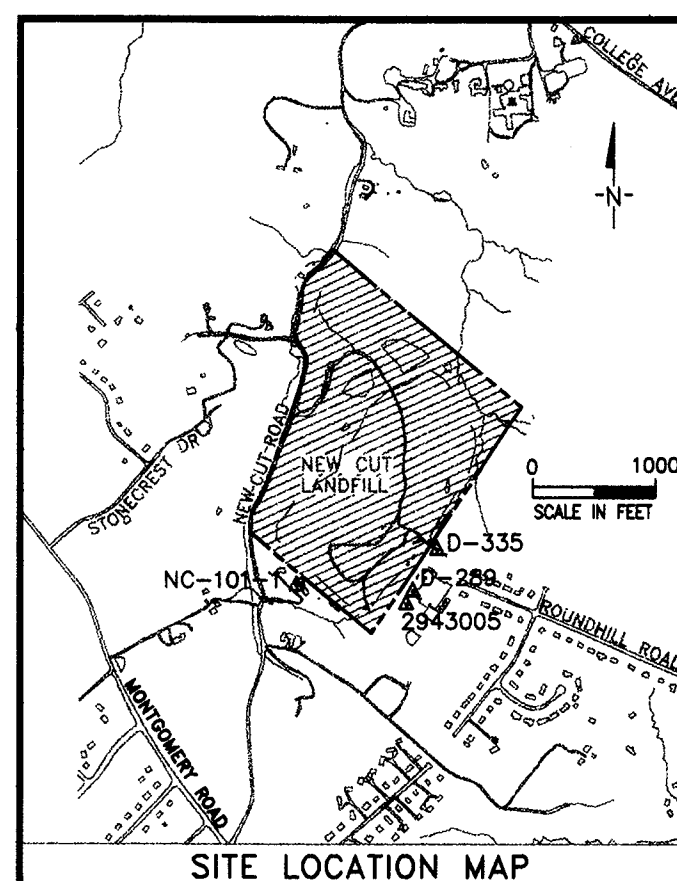 COLLEGE AVE
-N-
NEW CUT ROAD
STONECREST DR
NEW CUT
LANDFILL
0 1000
SCALE IN FEET
D-335
NC-101-1
D-289
2943005
ROUNDHILL ROAD
MONTGOMERY ROAD
SITE LOCATION MAP